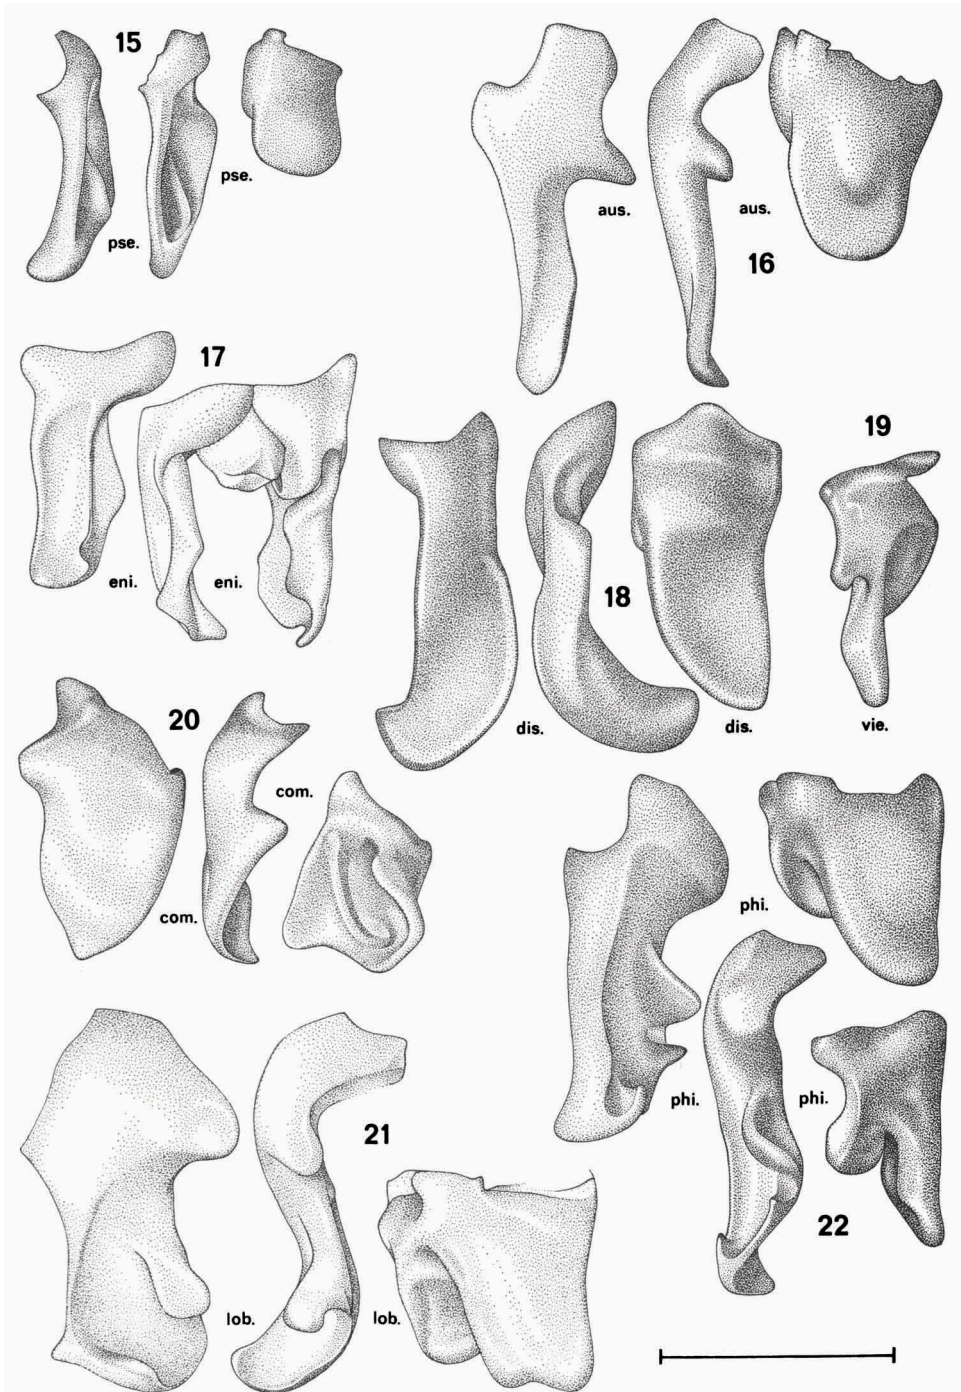 15
pse.
pse.
aus.
aus.
16
17
eni.
eni.
18
dis.
dis.
19
vie.
20
com.
com.
phi.
phi.
phi.
21
lob.
lob.
22